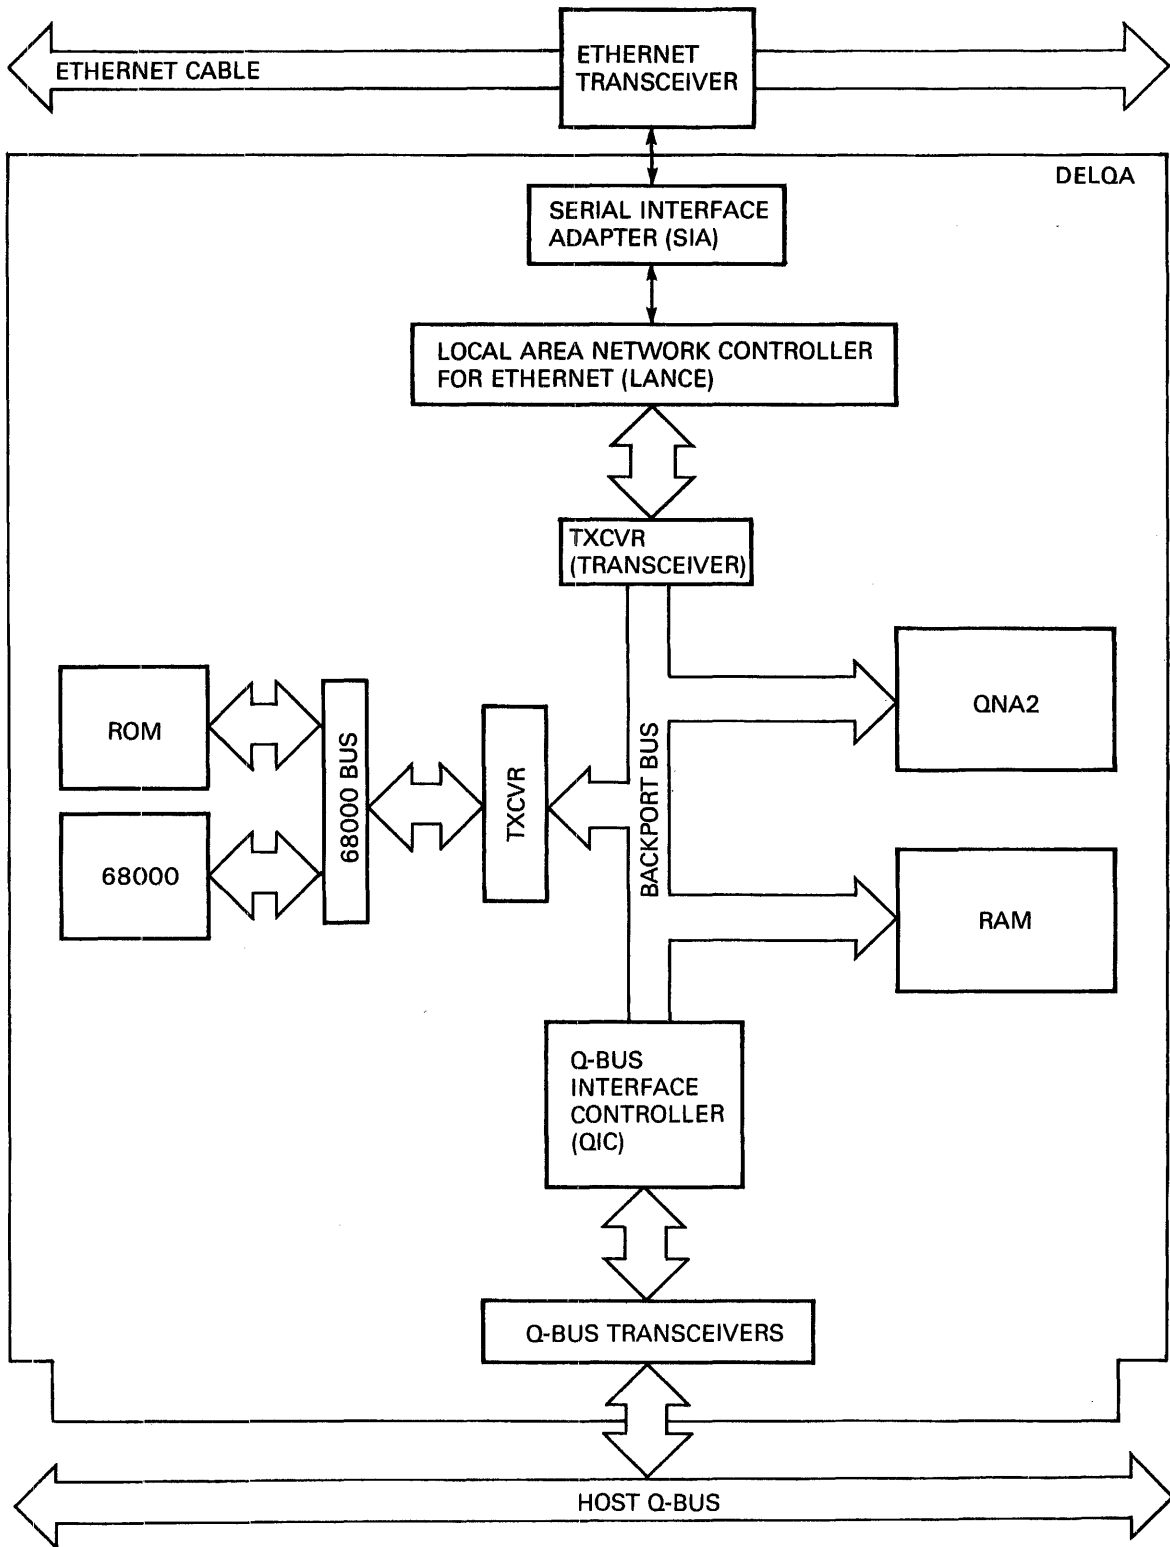 ETHERNET
TRANSCEIVER
ETHERNET CABLE
DELQA
SERIAL INTERFACE
ADAPTER (SIA)
LOCAL AREA NETWORK CONTROLLER
FOR ETHERNET (LANCE)
TXCVR
(TRANSCEIVER)
QNA2
ROM
68000 BUS
TXCVR
BACKPORT BUS
68000
RAM
Q-BUS
INTERFACE
CONTROLLER
(QIC)
Q-BUS TRANSCEIVERS
HOST Q-BUS